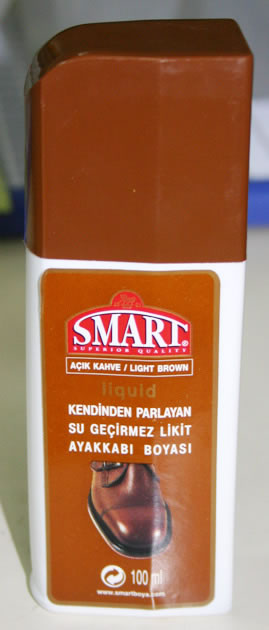 SMART®
SUPERIOR QUALITY
AÇIK KAHVE / LIGHT BROWN
liquid
KENDİNDEN PARLAYAN
SU GEÇİRMEZ LİKİT
AYAKKABI BOYASI
100 ml
www.smartboya.com